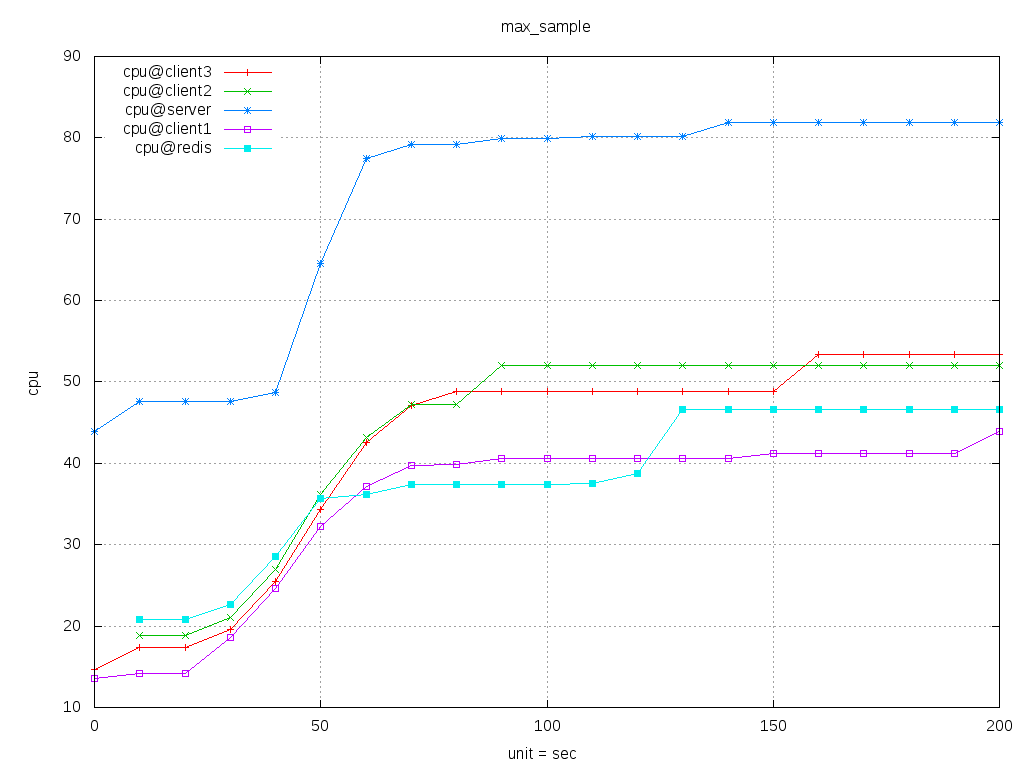 max_sample
90
80
70
60
50
40
30
20
10
cpu
cpu@client3
cpu@client2
cpu@server
cpu@client1
cpu@redis
0 50 100 150 200
unit = sec